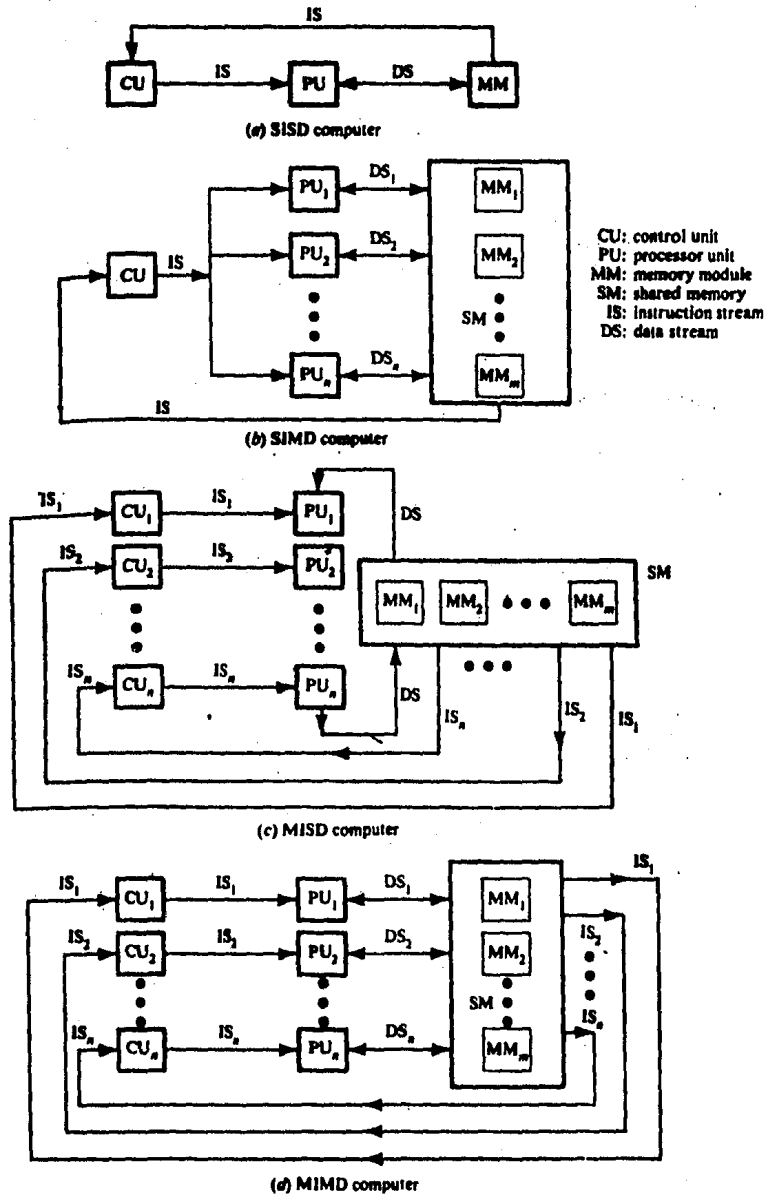 IS
CU IS PU DS MM
(a) SISD computer
PU₁ DS₁ MM₁
CU: control unit
PU: processor unit
MM: memory module
SM: shared memory
IS: instruction stream
DS: data stream
CU IS PU₂ DS₂ MM₂
SM
PUₙ DSₙ MMₘ
IS
(b) SIMD computer
IS₁ CU₁ IS₁ PU₁ DS
IS₂ CU₂ IS₂ PU₂ SM
MM₁ MM₂ MMₘ
ISₙ CUₙ ISₙ PUₙ DS ISₙ IS₂ IS₁
(c) MISD computer
IS₁ CU₁ IS₁ PU₁ DS₁ MM₁ IS₁
IS₂ CU₂ IS₂ PU₂ DS₂ MM₂ IS₂
SM
ISₙ CUₙ ISₙ PUₙ DSₙ MMₘ ISₙ
(d) MIMD computer